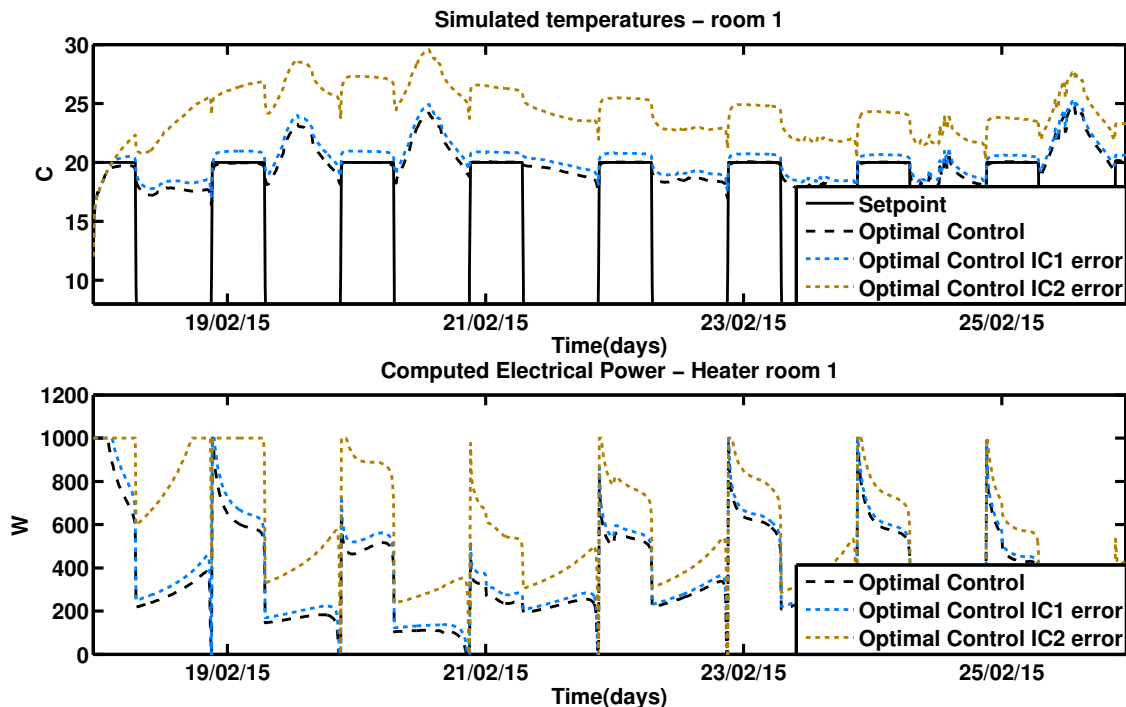 Simulated temperatures − room 1
30
25
20
15
10
C
Setpoint
Optimal Control
Optimal Control IC1 error
Optimal Control IC2 error
19/02/15
21/02/15
23/02/15
25/02/15
Time(days)
Computed Electrical Power − Heater room 1
1200
1000
800
600
400
200
0
W
Optimal Control
Optimal Control IC1 error
Optimal Control IC2 error
19/02/15
21/02/15
23/02/15
25/02/15
Time(days)